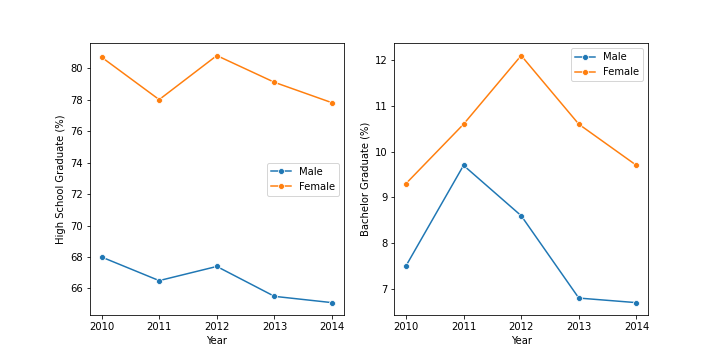 High School Graduate (%)
80
78
76
74
72
70
68
66
Male
Female
2010 2011 2012 2013 2014
Year
Bachelor Graduate (%)
12
11
10
9
8
7
Male
Female
2010 2011 2012 2013 2014
Year